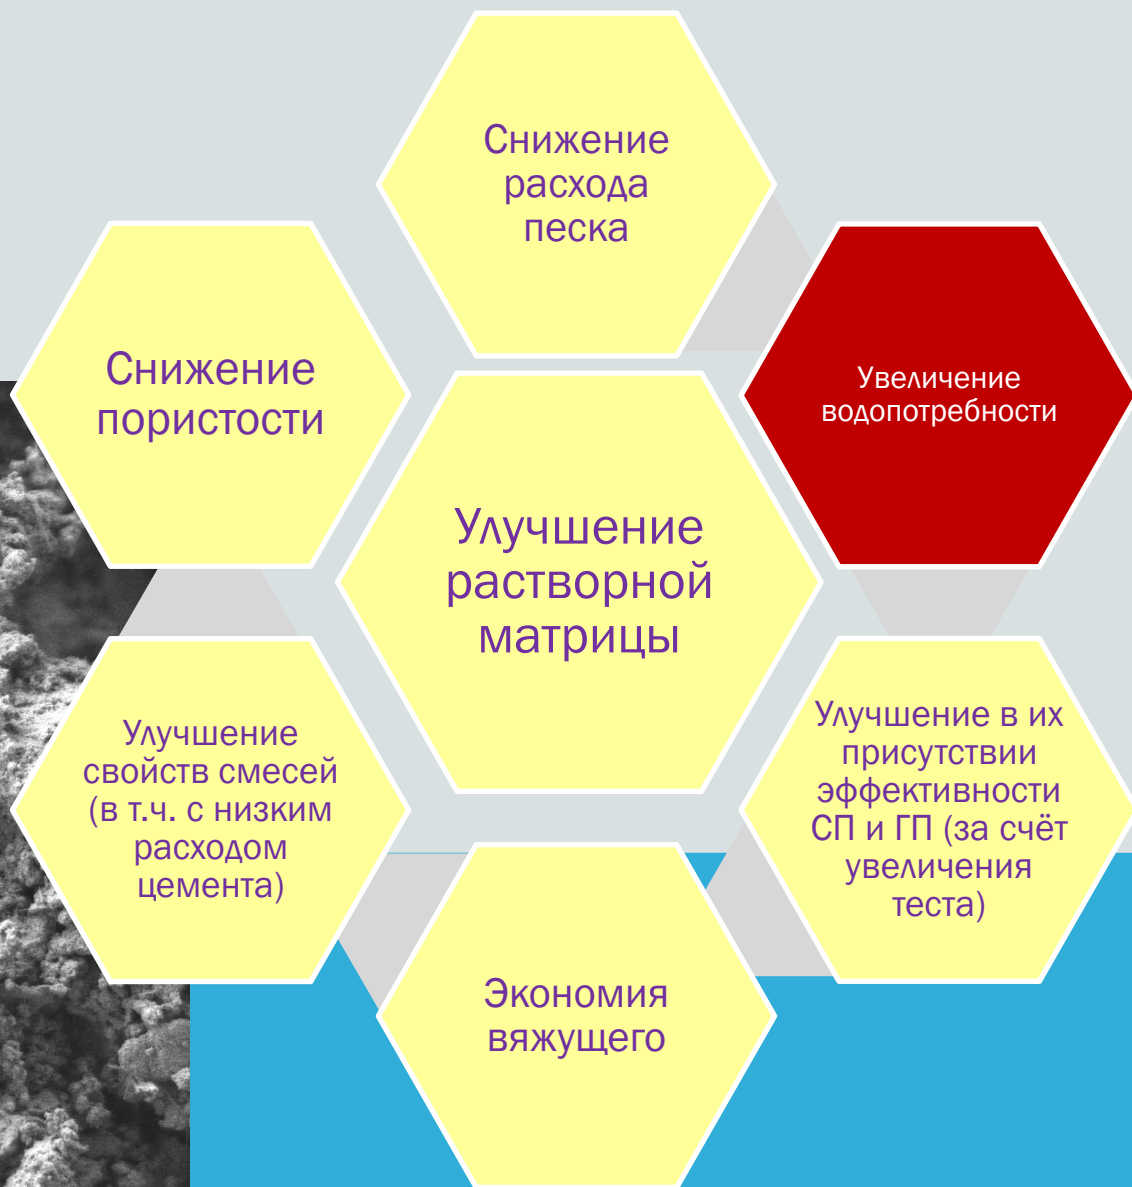 Снижение
расхода
песка
Увеличение
водопотребности
Снижение
пористости
Улучшение
растворной
матрицы
Улучшение в их
присутствии
эффективности
СП и ГП (за счёт
увеличения
теста)
Улучшение
свойств смесей
(в т.ч. с низким
расходом
цемента)
Экономия
вяжущего